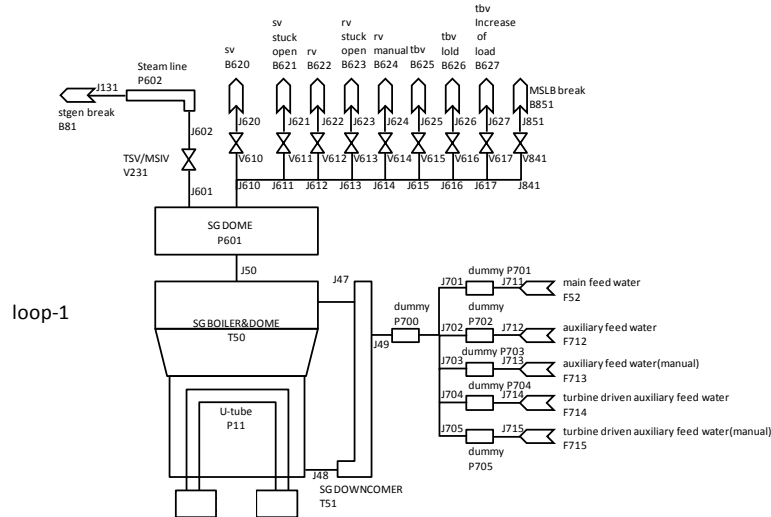 tbv
Increase
of
load
B627
sv
stuck
open
B621
rv
stuck
open
B623
tbv
lold
B626
sv
B620
rv
B622
rv
manual
B624
tbv
B625
Steam line
P602
J131
stgen break
B81
MSLB break
B851
J620
J621
J622
J623
J624
J625
J626
J627
J851
J602
TSV/MSIV
V231
V610
V611
V612
V613
V614
V615
V616
V617
V841
J601
J610
J611
J612
J613
J614
J615
J616
J617
J841
SG DOME
P601
J50
J47
loop-1
SG BOILER&DOME
T50
dummy
P700
J49
J701
dummy P701
J711
main feed water
F52
J702
dummy
P702
J712
auxiliary feed water
F712
J703
dummy P703
J713
auxiliary feed water(manual)
F713
J704
dummy P704
J714
turbine driven auxiliary feed water
F714
J705
dummy
P705
J715
turbine driven auxiliary feed water(manual)
F715
U-tube
P11
J48
SG DOWNCOMER
T51